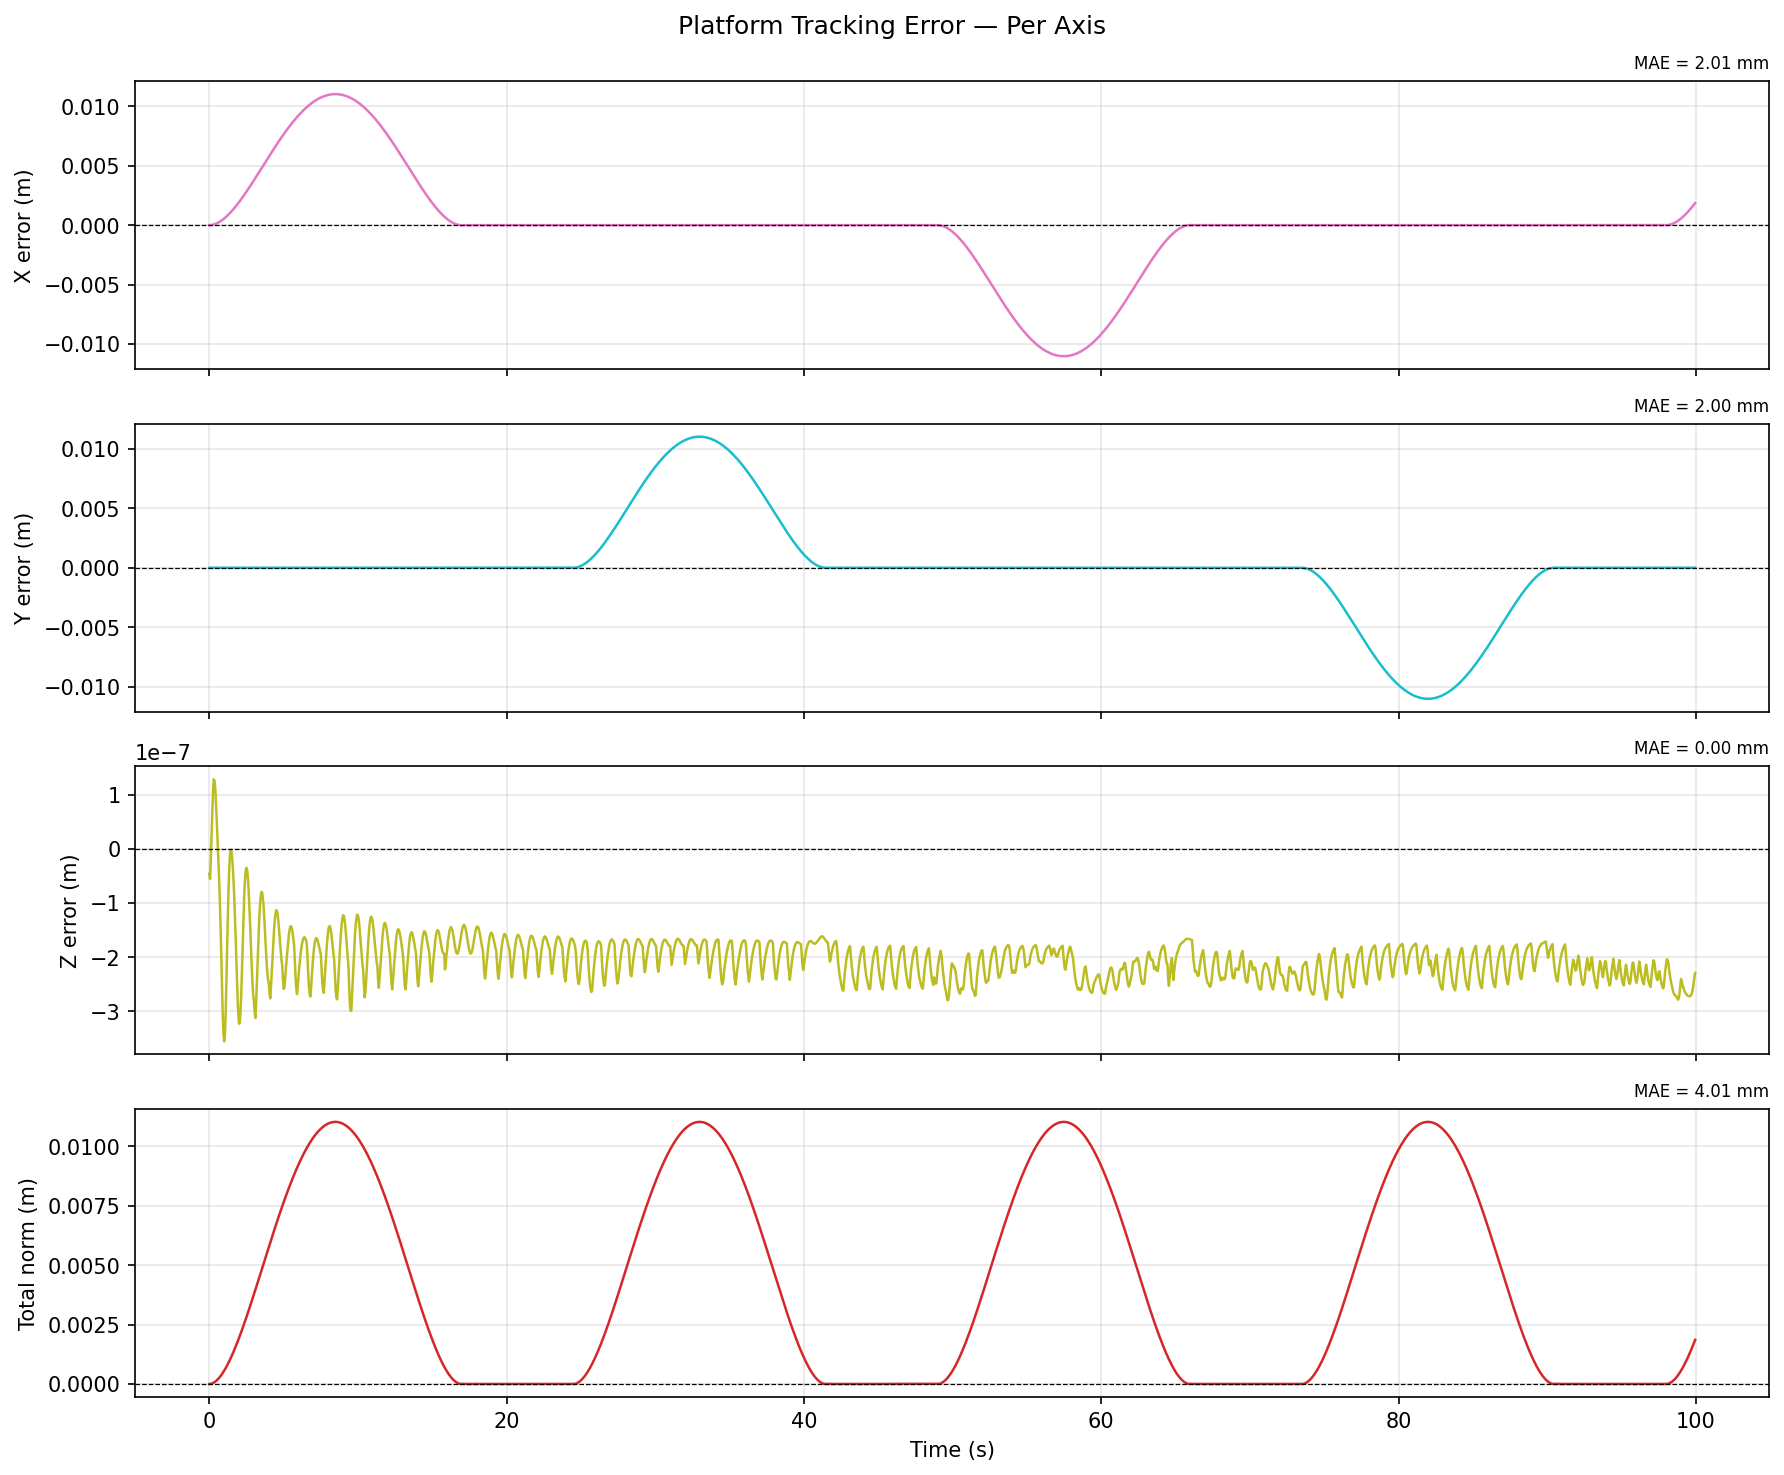 Platform Tracking Error — Per Axis
MAE = 2.01 mm
0.010
0.005
0.000
−0.005
−0.010
X error (m)
MAE = 2.00 mm
0.010
0.005
0.000
−0.005
−0.010
Y error (m)
1e−7
MAE = 0.00 mm
1
0
−1
−2
−3
Z error (m)
MAE = 4.01 mm
0.0100
0.0075
0.0050
0.0025
0.0000
Total norm (m)
0 20 40 60 80 100
Time (s)